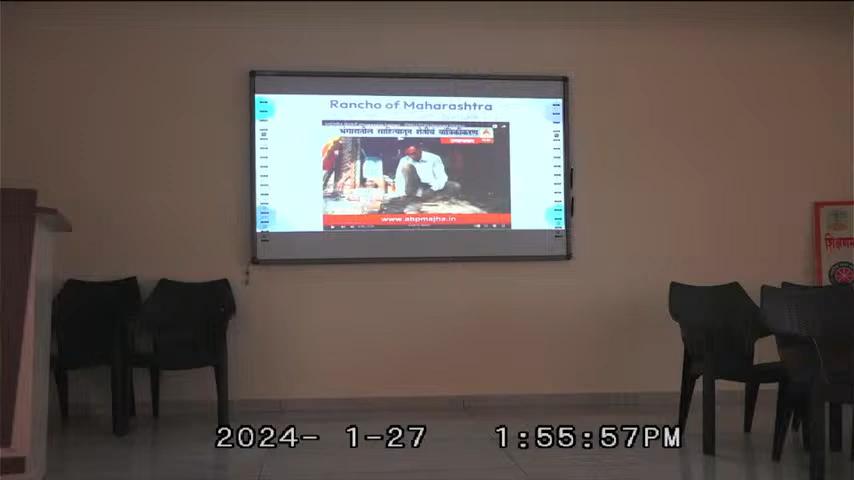 Rancho of Maharashtra
भंगारातील साहित्यातून शेतीचं यांत्रिकीकरण
www.abpmajha.in
2024- 1-27 1:55:57PM